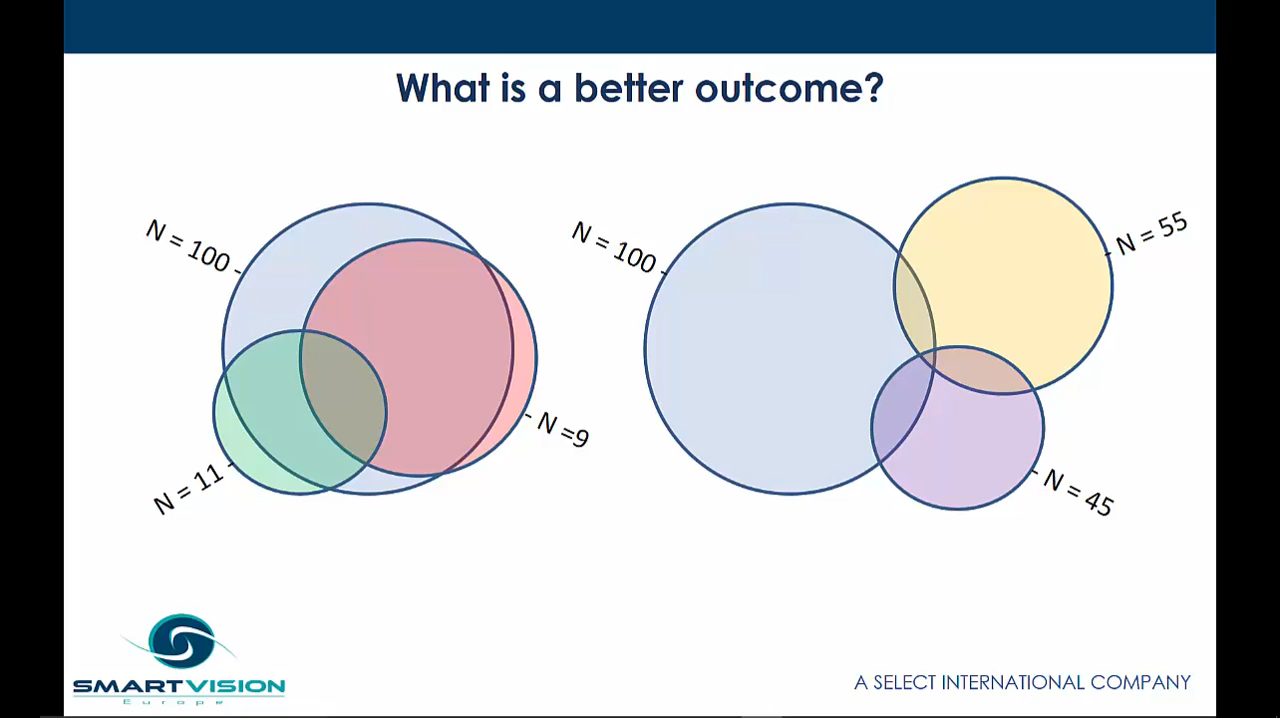 What is a better outcome?
N = 100 -
- N =9
N = 11 -
N = 100 -
- N = 55
- N = 45
SMARTVISION
Europe
A SELECT INTERNATIONAL COMPANY